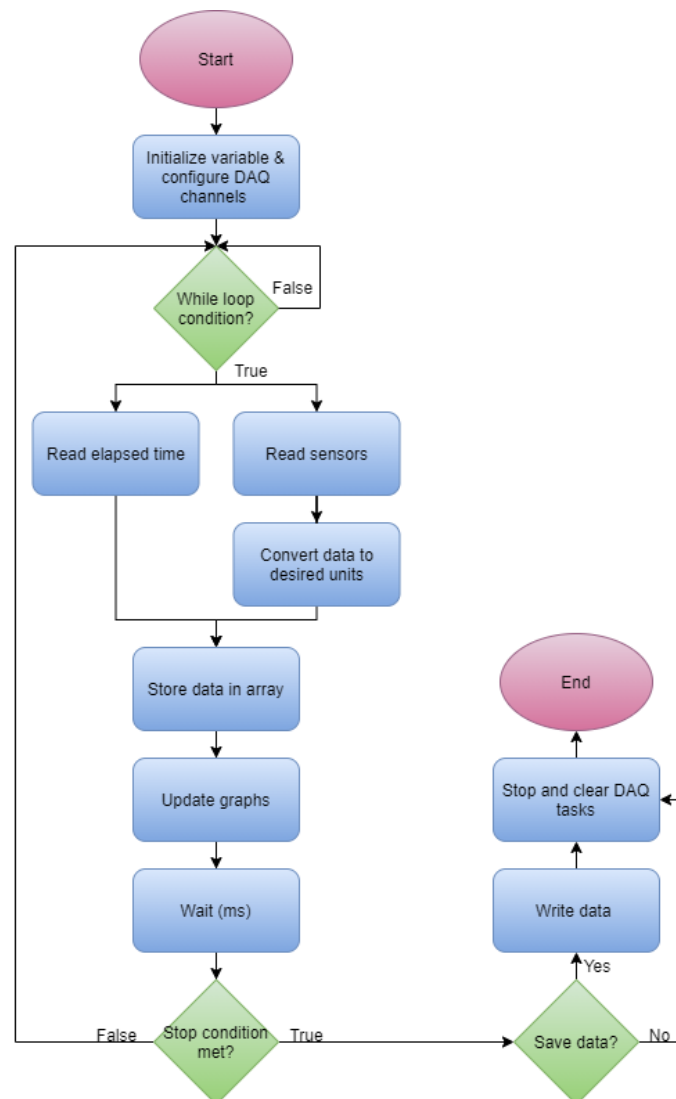 Start
Initialize variable &
configure DAQ
channels
While loop
condition?
False
True
Read elapsed time
Read sensors
Convert data to
desired units
Store data in array
Update graphs
Wait (ms)
False
Stop condition
met?
True
Save data?
No
Yes
Write data
Stop and clear DAQ
tasks
End